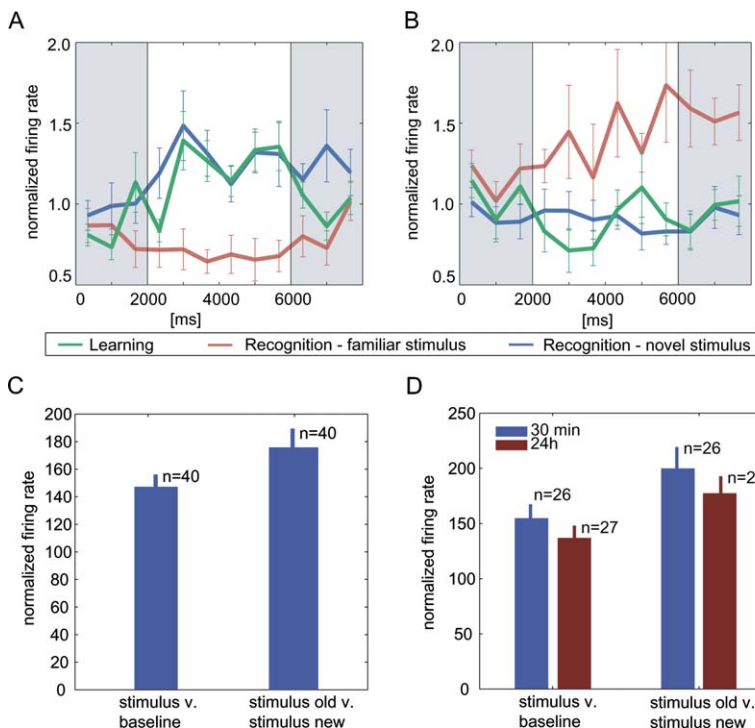 A
B
2.0
1.5
1.0
0.5
normalized firing rate
0
2000
4000
6000
[ms]
2.0
1.5
1.0
0.5
normalized firing rate
0
2000
4000
6000
[ms]
Learning
Recognition - familiar stimulus
Recognition - novel stimulus
C
D
200
180
160
140
120
100
80
60
40
20
0
normalized firing rate
n=40
n=40
stimulus v.
baseline
stimulus old v.
stimulus new
250
200
150
100
50
0
normalized firing rate
30 min
24h
n=26
n=27
n=26
n=2
stimulus v.
baseline
stimulus old v.
stimulus new